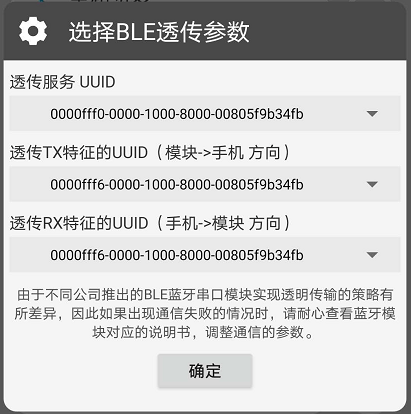 选择BLE透传参数
透传服务 UUID
0000fff0-0000-1000-8000-00805f9b34fb
透传TX特征的UUID（模块->手机 方向）
0000fff6-0000-1000-8000-00805f9b34fb
透传RX特征的UUID（手机->模块 方向）
0000fff6-0000-1000-8000-00805f9b34fb
由于不同公司推出的BLE蓝牙串口模块实现透明传输的策略有
所差异，因此如果出现通信失败的情况时，请耐心查看蓝牙模
块对应的说明书，调整通信的参数。
确定